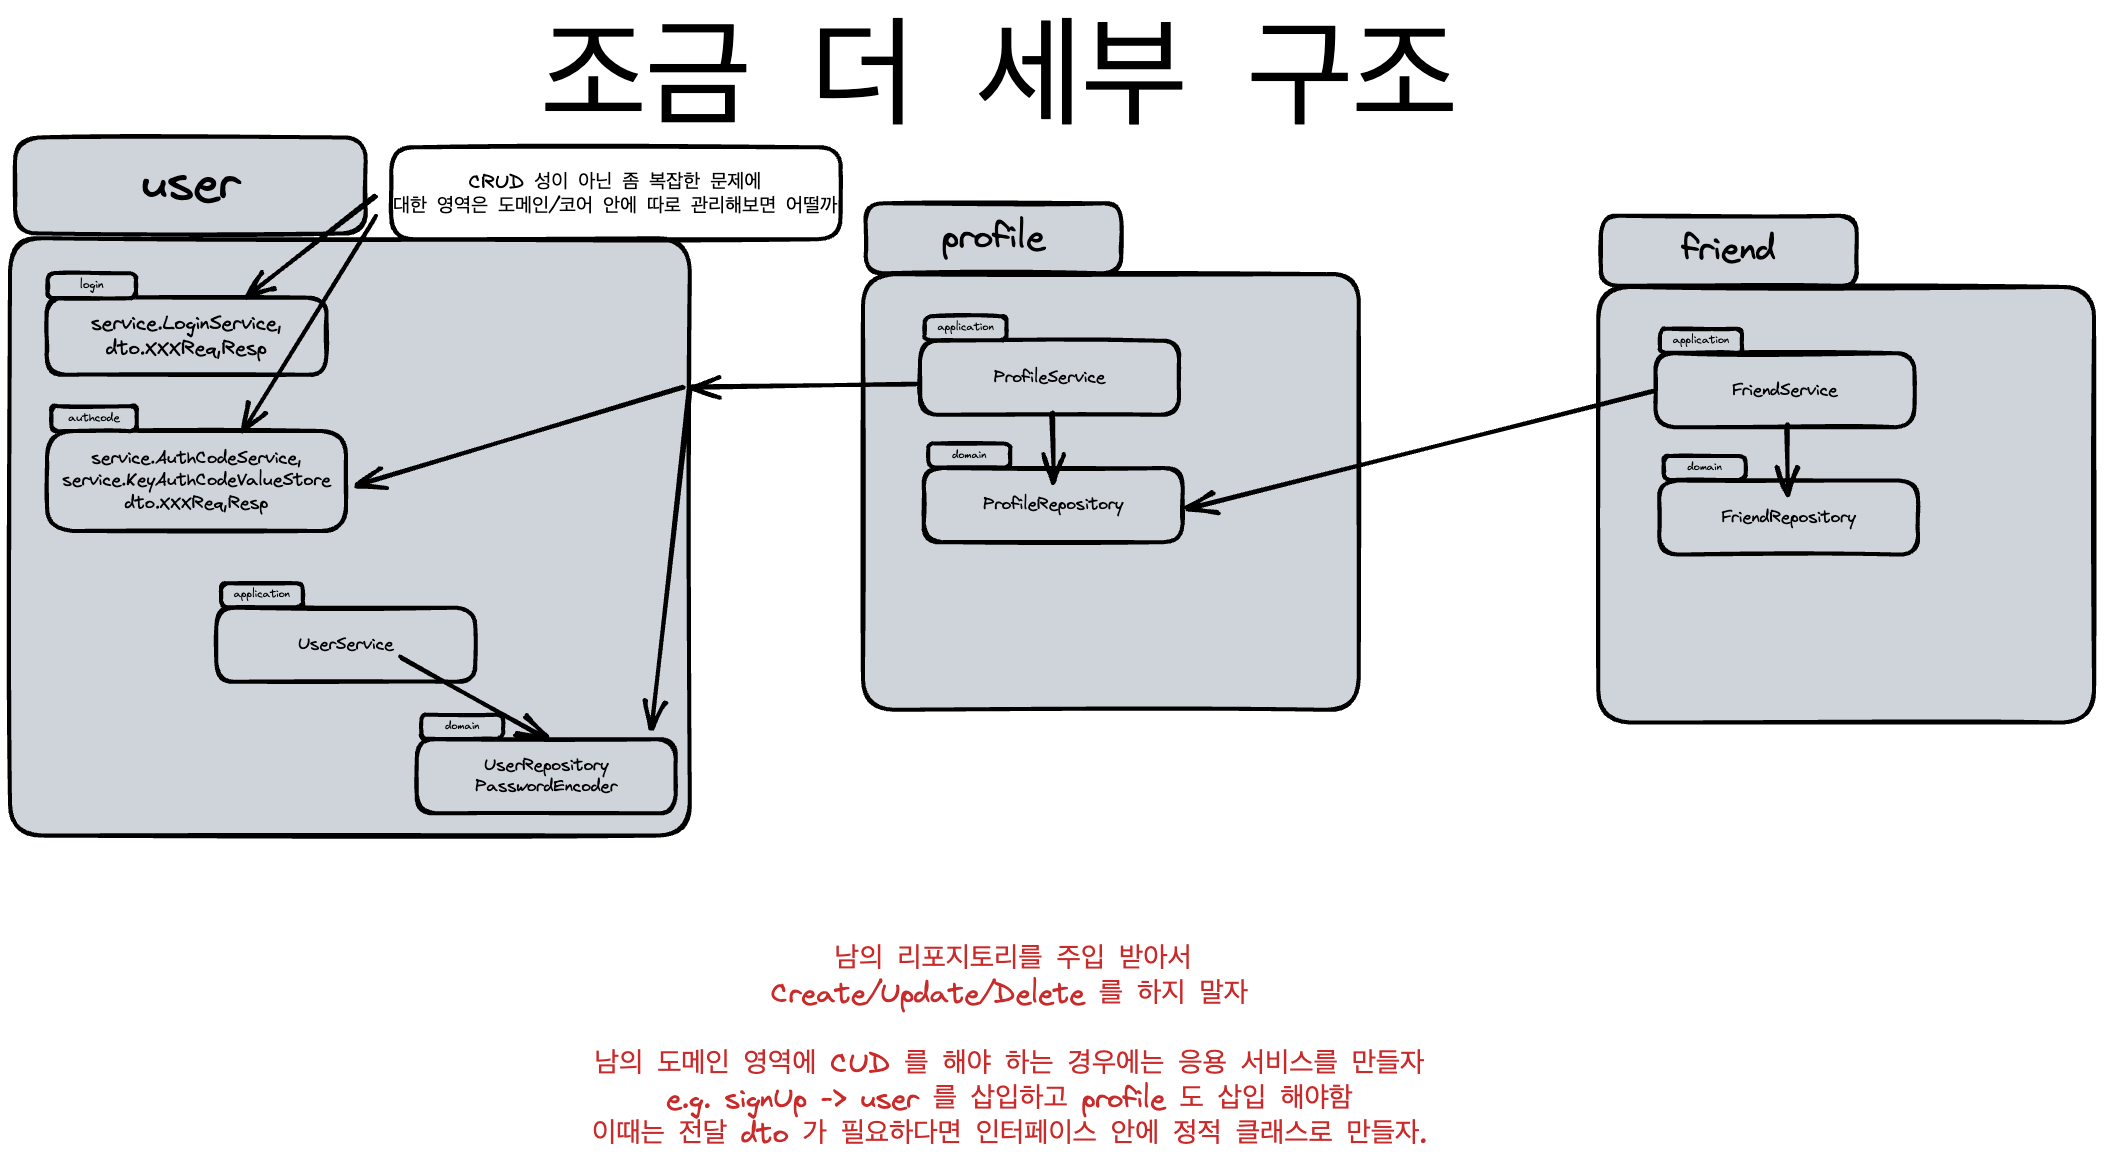 조금 더 세부 구조
user
CRUD 성이 아닌 좀 복잡한 문제에
대한 영역은 도메인/코어 안에 따로 관리해보면 어떨까
login
service.LoginService,
dto.XXXReq,Resp
authcode
service.AuthCodeService,
service.KeyAuthCodeValueStore
dto.XXXReq,Resp
application
UserService
domain
UserRepository
PasswordEncoder
profile
application
ProfileService
domain
ProfileRepository
friend
application
FriendService
domain
FriendRepository
남의 리포지토리를 주입 받아서
Create/Update/Delete 를 하지 말자
남의 도메인 영역에 CUD 를 해야 하는 경우에는 응용 서비스를 만들자
e.g. signUp -> user 를 삽입하고 profile 도 삽입 해야함
이때는 전달 dto 가 필요하다면 인터페이스 안에 정적 클래스로 만들자.